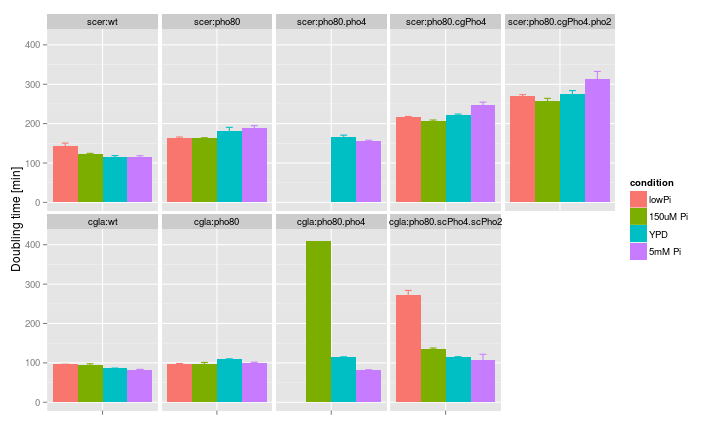 scer:wt
scer:pho80
scer:pho80.pho4
scer:pho80.cgPho4
scer:pho80.cgPho4.pho2
400
300
200
100
0
Doubling time [min]
cgla:wt
cgla:pho80
cgla:pho80.pho4
cgla:pho80.scPho4.scPho2
400
300
200
100
0
condition
lowPi
150uM Pi
YPD
5mM Pi